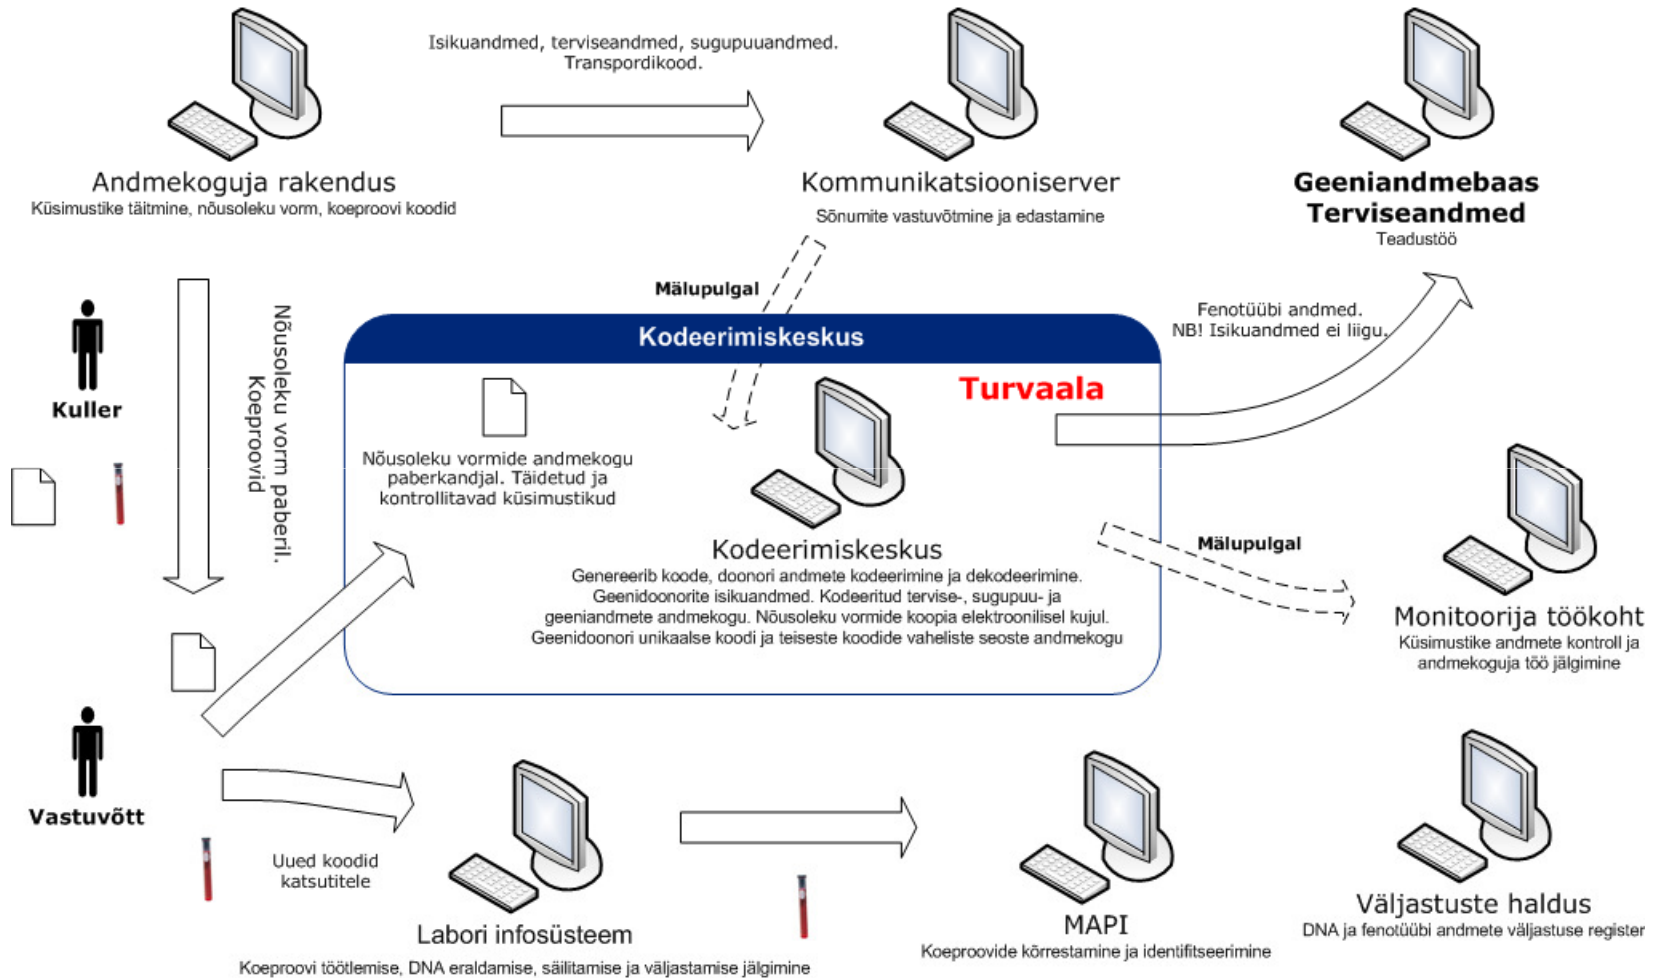 Isikuandmed, terviseandmed, sugupuuandmed.
Transpordikood.
Andmekoguja rakendus
Küsimustike täitmine, nõusoleku vorm, koeproovi koodid
Kommunikatsiooniserver
Sõnumite vastuvõtmine ja edastamine
Geeniandmebaas
Terviseandmed
Teadustöö
Mälupulgal
Fenotüübi andmed.
NB! Isikuandmed ei liigu.
Kuller
Nõusoleku vorm paberil.
Koeproovid
Kodeerimiskeskus
Turvaala
Nõusoleku vormide andmekogu
paberkandjal. Täidetud ja
kontrollitavad küsimustikud
Kodeerimiskeskus
Genereerib koode, doonori andmete kodeerimine ja dekodeerimine.
Geenidoonorite isikuandmed. Kodeeritud tervise-, sugupuu- ja
geeniandmete andmekogu. Nõusoleku vormide koopia elektroonilisel kujul.
Geenidoonori unikaalse koodi ja teiseste koodide vaheliste seoste andmekogu
Mälupulgal
Monitoorija töökoht
Küsimustike andmete kontroll ja
andmekoguja töö jälgimine
Vastuvõtt
Uued koodid
katsutitele
Labori infosüsteem
Koeproovi töötlemise, DNA eraldamise, säilitamise ja väljastamise jälgimine
MAPI
Koeproovide kõrrestamine ja identifitseerimine
Väljastuste haldus
DNA ja fenotüübi andmete väljastuse register